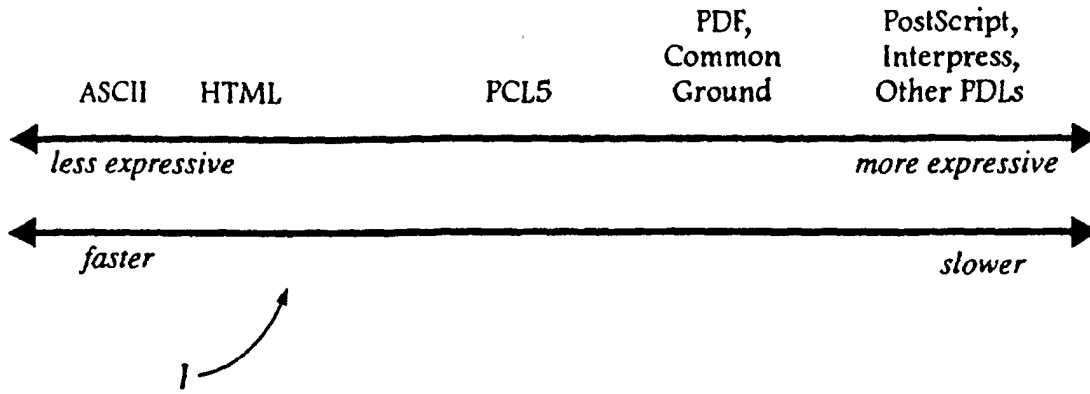 PDF,
Common
Ground
PostScript,
Interpress,
Other PDLs
ASCII HTML PCL5
less expressive more expressive
faster slower
1